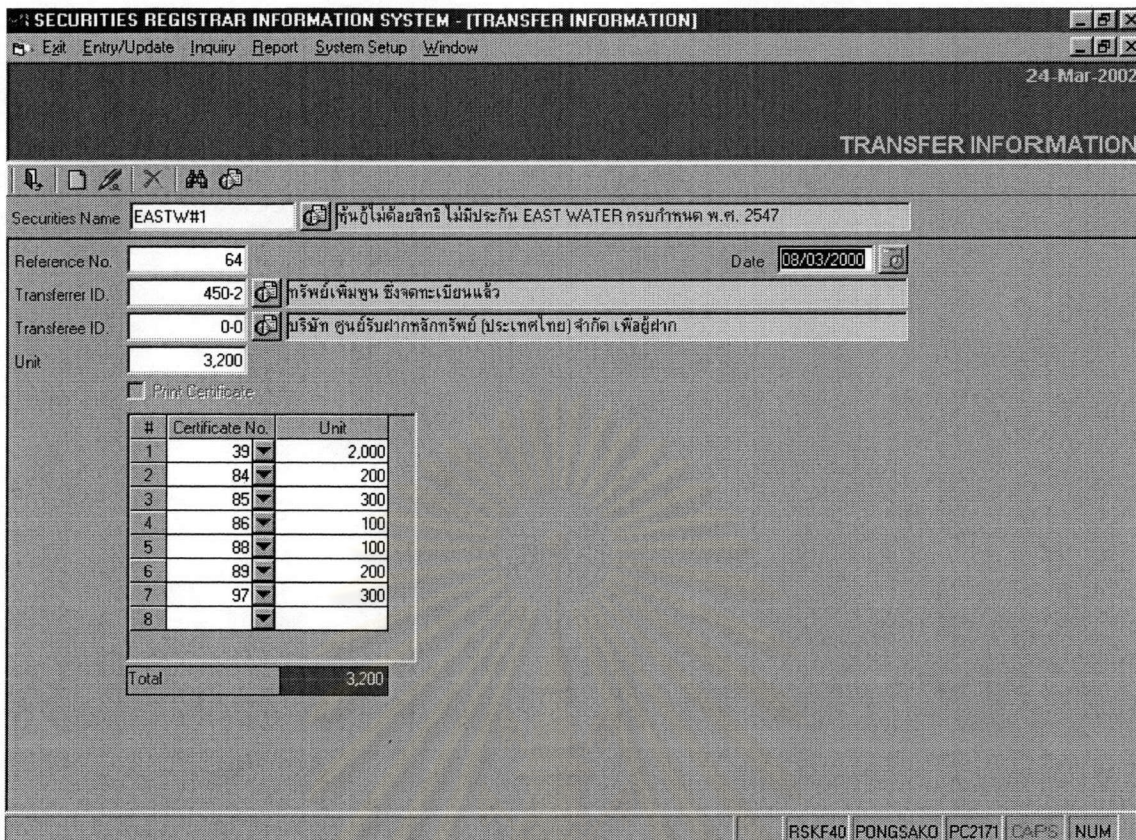 SECURITIES REGISTRAR INFORMATION SYSTEM - [TRANSFER INFORMATION]
Exit Entry/Update Inquiry Report System Setup Window
24-Mar-2002
TRANSFER INFORMATION
Securities Name EASTW#1 หุ้นกู้ไม่ด้อยสิทธิ ไม่มีประกัน EAST WATER ครบกำหนด พ.ศ. 2547
Reference No. 64 Date 08/03/2000
Transferrer ID. 450-2 ทรัพย์เพิ่มพูน ซึ่งจดทะเบียนแล้ว
Transferee ID. 0-0 บริษัท ศูนย์รับฝากหลักทรัพย์ (ประเทศไทย) จำกัด เพื่อผู้ฝาก
Unit 3,200
Print Certificate
# Certificate No. Unit
1 39 2,000
2 84 200
3 85 300
4 86 100
5 88 100
6 89 200
7 97 300
8
Total 3,200
RSKF40 PONGSAKO PC2171 CAPS NUM